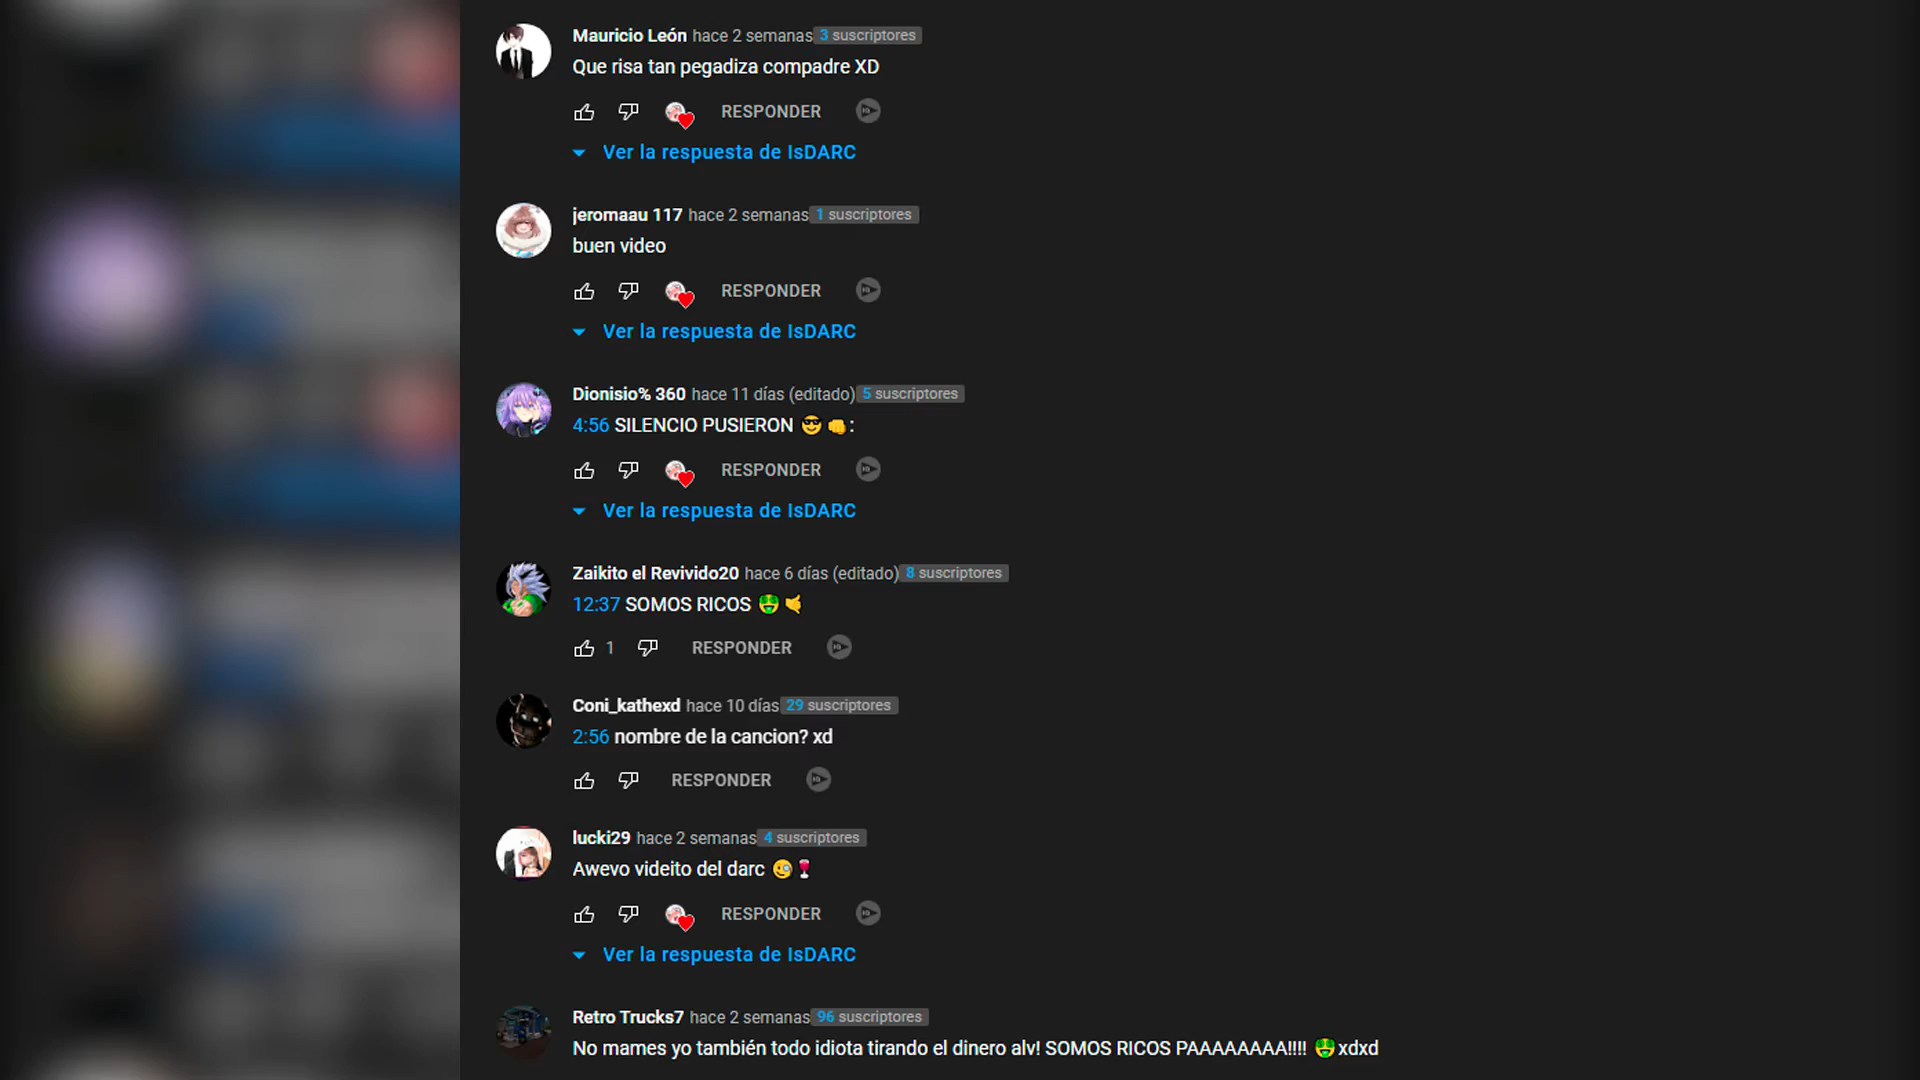 Mauricio León hace 2 semanas 3 suscriptores
Que risa tan pegadiza compadre XD
RESPONDER
Ver la respuesta de IsDARC
jeromaau 117 hace 2 semanas 1 suscriptores
buen video
RESPONDER
Ver la respuesta de IsDARC
Dionisio% 360 hace 11 días (editado) 5 suscriptores
4:56 SILENCIO PUSIERON 😎👊:
RESPONDER
Ver la respuesta de IsDARC
Zaikito el Revivido20 hace 6 días (editado) 8 suscriptores
12:37 SOMOS RICOS 🤑🤙
1 RESPONDER
Coni_kathexd hace 10 días 29 suscriptores
2:56 nombre de la cancion? xd
RESPONDER
lucki29 hace 2 semanas 4 suscriptores
Awevo videito del darc 🧐🍷
RESPONDER
Ver la respuesta de IsDARC
Retro Trucks7 hace 2 semanas 96 suscriptores
No mames yo también todo idiota tirando el dinero alv! SOMOS RICOS PAAAAAAAA!!!! 🤑xdxd